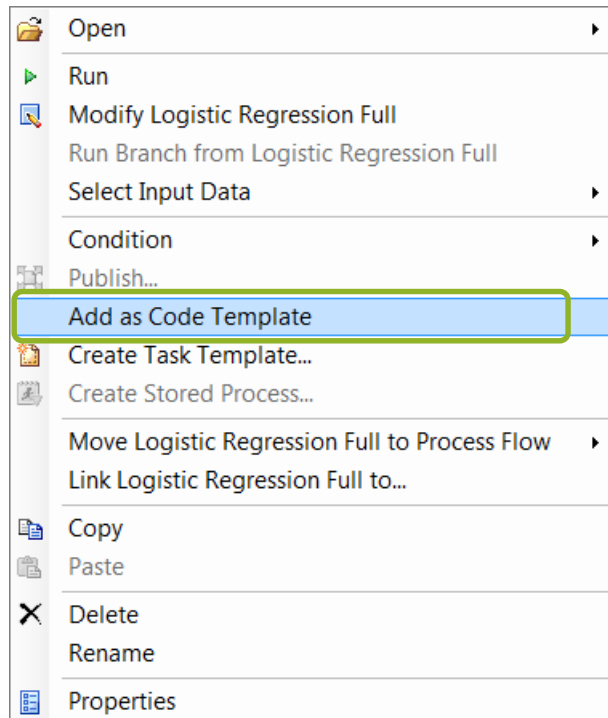 Open
Run
Modify Logistic Regression Full
Run Branch from Logistic Regression Full
Select Input Data
Condition
Publish...
Add as Code Template
Create Task Template...
Create Stored Process...
Move Logistic Regression Full to Process Flow
Link Logistic Regression Full to...
Copy
Paste
Delete
Rename
Properties